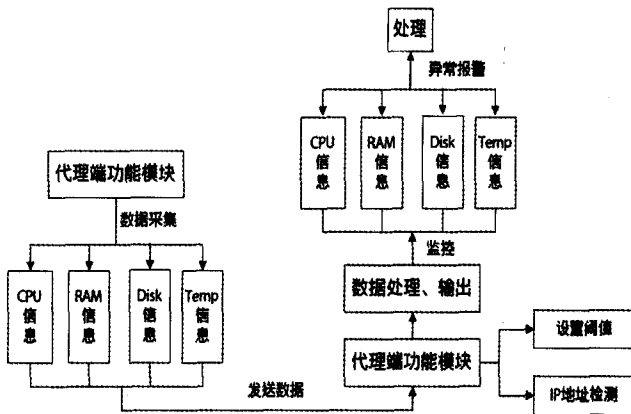 处理
异常报警
CPU信息
RAM信息
Disk信息
Temp信息
代理端功能模块
数据采集
监控
CPU信息
RAM信息
Disk信息
Temp信息
数据处理、输出
设置阈值
代理端功能模块
发送数据
IP地址检测